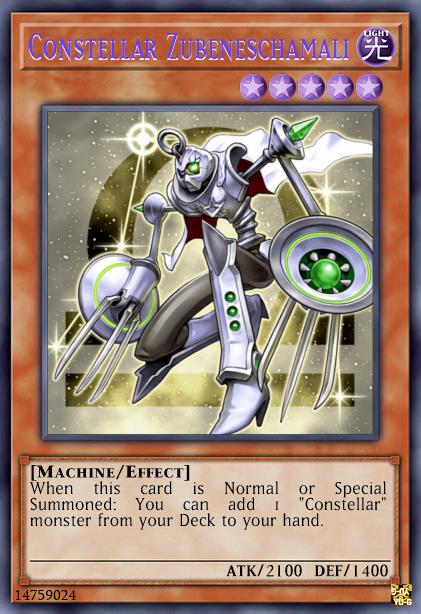 Constellar Zubeneschamali
LIGHT
光
[Machine/Effect]
When this card is Normal or Special
Summoned: You can add 1 "Constellar"
monster from your Deck to your hand.
ATK/2100 DEF/1400
14759024